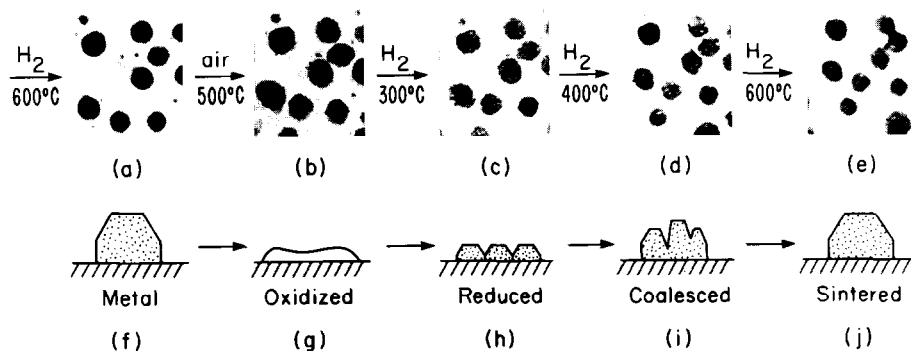 H2 air H2 H2 H2
600°C 500°C 300°C 400°C 600°C
(a) (b) (c) (d) (e)
Metal Oxidized Reduced Coalesced Sintered
(f) (g) (h) (i) (j)